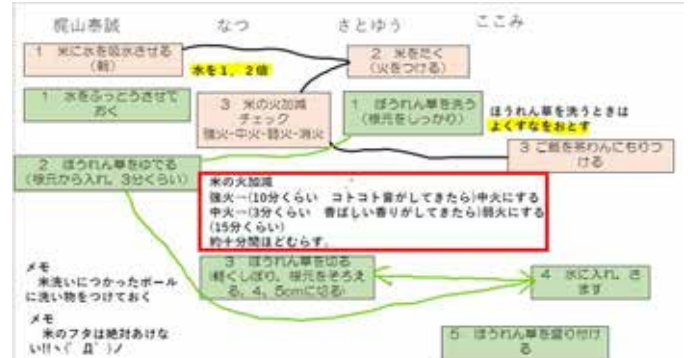 梶山泰誠 なつ さとゆう ここみ
1 米に水を吸水させる
(朝)
水を1，2倍
2 米をたく
(火をつける)
1 水をふっとうさせて
おく
3 米の火加減
チェック
強火-中火-弱火-消火
1 ほうれん草を洗う
(根元をしっかり)
ほうれん草を洗うときは
よくすなをおとす
3 ご飯を茶わんにもりつ
ける
2 ほうれん草をゆでる
(根元から入れ，3分くらい)
米の火加減
強火―(10分くらい コトコト音がしてきたら)中火にする
中火―(3分くらい 香ばしい香りがしてきたら)弱火にする
(15分くらい)
約十分間ほどむらす。
3 ほうれん草を切る
(軽くしぼり，根元をそろえ
る，4，5cmに切る)
4 水に入れ，さ
ます
メモ
米洗いにつかったボール
に洗い物をつけておく
メモ
米のフタは絶対あけな
い!!ヽ(゚Д゚)ノ
5 ほうれん草を盛り付け
る